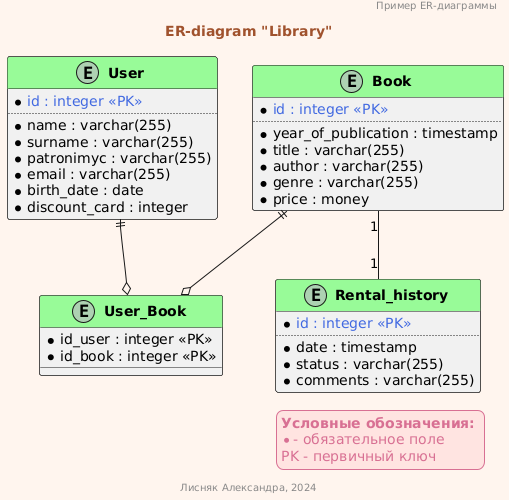 Пример ER-диаграммы
ER-diagram "Library"
E User
id : integer «PK»
name : varchar(255)
surname : varchar(255)
patronimyc : varchar(255)
email : varchar(255)
birth_date : date
discount_card : integer
E Book
id : integer «PK»
year_of_publication : timestamp
title : varchar(255)
author : varchar(255)
genre : varchar(255)
price : money
1
1
E User_Book
id_user : integer «PK»
id_book : integer «PK»
E Rental_history
id : integer «PK»
date : timestamp
status : varchar(255)
comments : varchar(255)
Условные обозначения:
• - обязательное поле
PK - первичный ключ
Лисняк Александра, 2024